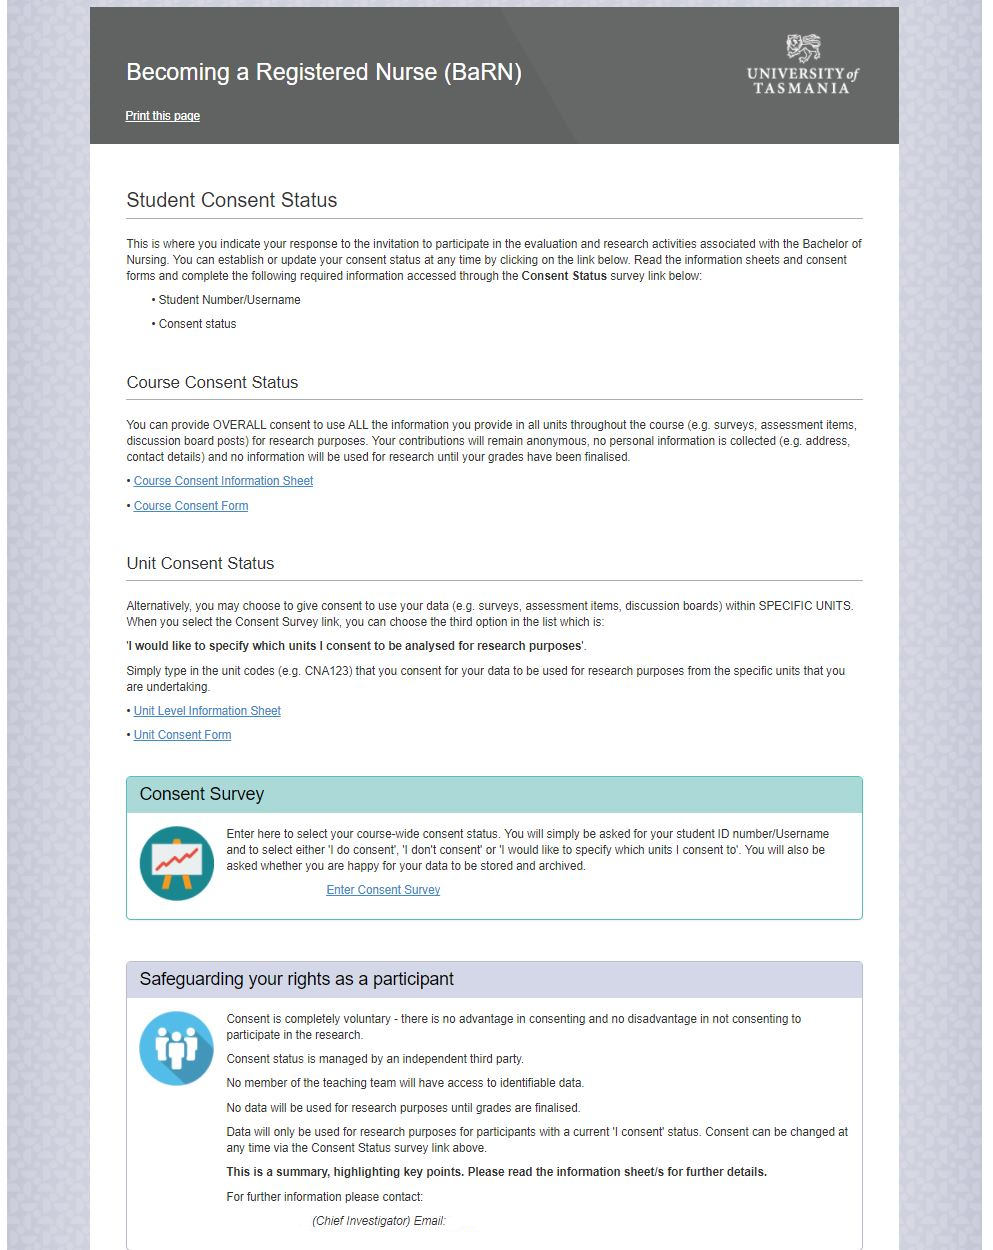 Becoming a Registered Nurse (BaRN)
UNIVERSITY of
TASMANIA
Print this page
Student Consent Status
This is where you indicate your response to the invitation to participate in the evaluation and research activities associated with the Bachelor of
Nursing. You can establish or update your consent status at any time by clicking on the link below. Read the information sheets and consent
forms and complete the following required information accessed through the Consent Status survey link below:
• Student Number/Username
• Consent status
Course Consent Status
You can provide OVERALL consent to use ALL the information you provide in all units throughout the course (e.g. surveys, assessment items,
discussion board posts) for research purposes. Your contributions will remain anonymous, no personal information is collected (e.g. address,
contact details) and no information will be used for research until your grades have been finalised.
• Course Consent Information Sheet
• Course Consent Form
Unit Consent Status
Alternatively, you may choose to give consent to use your data (e.g. surveys, assessment items, discussion boards) within SPECIFIC UNITS.
When you select the Consent Survey link, you can choose the third option in the list which is:
'I would like to specify which units I consent to be analysed for research purposes'.
Simply type in the unit codes (e.g. CNA123) that you consent for your data to be used for research purposes from the specific units that you
are undertaking.
• Unit Level Information Sheet
• Unit Consent Form
Consent Survey
Enter here to select your course-wide consent status. You will simply be asked for your student ID number/Username
and to select either 'I do consent', 'I don't consent' or 'I would like to specify which units I consent to'. You will also be
asked whether you are happy for your data to be stored and archived.
Enter Consent Survey
Safeguarding your rights as a participant
Consent is completely voluntary - there is no advantage in consenting and no disadvantage in not consenting to
participate in the research.
Consent status is managed by an independent third party.
No member of the teaching team will have access to identifiable data.
No data will be used for research purposes until grades are finalised.
Data will only be used for research purposes for participants with a current 'I consent' status. Consent can be changed at
any time via the Consent Status survey link above.
This is a summary, highlighting key points. Please read the information sheet/s for further details.
For further information please contact:
(Chief Investigator) Email: